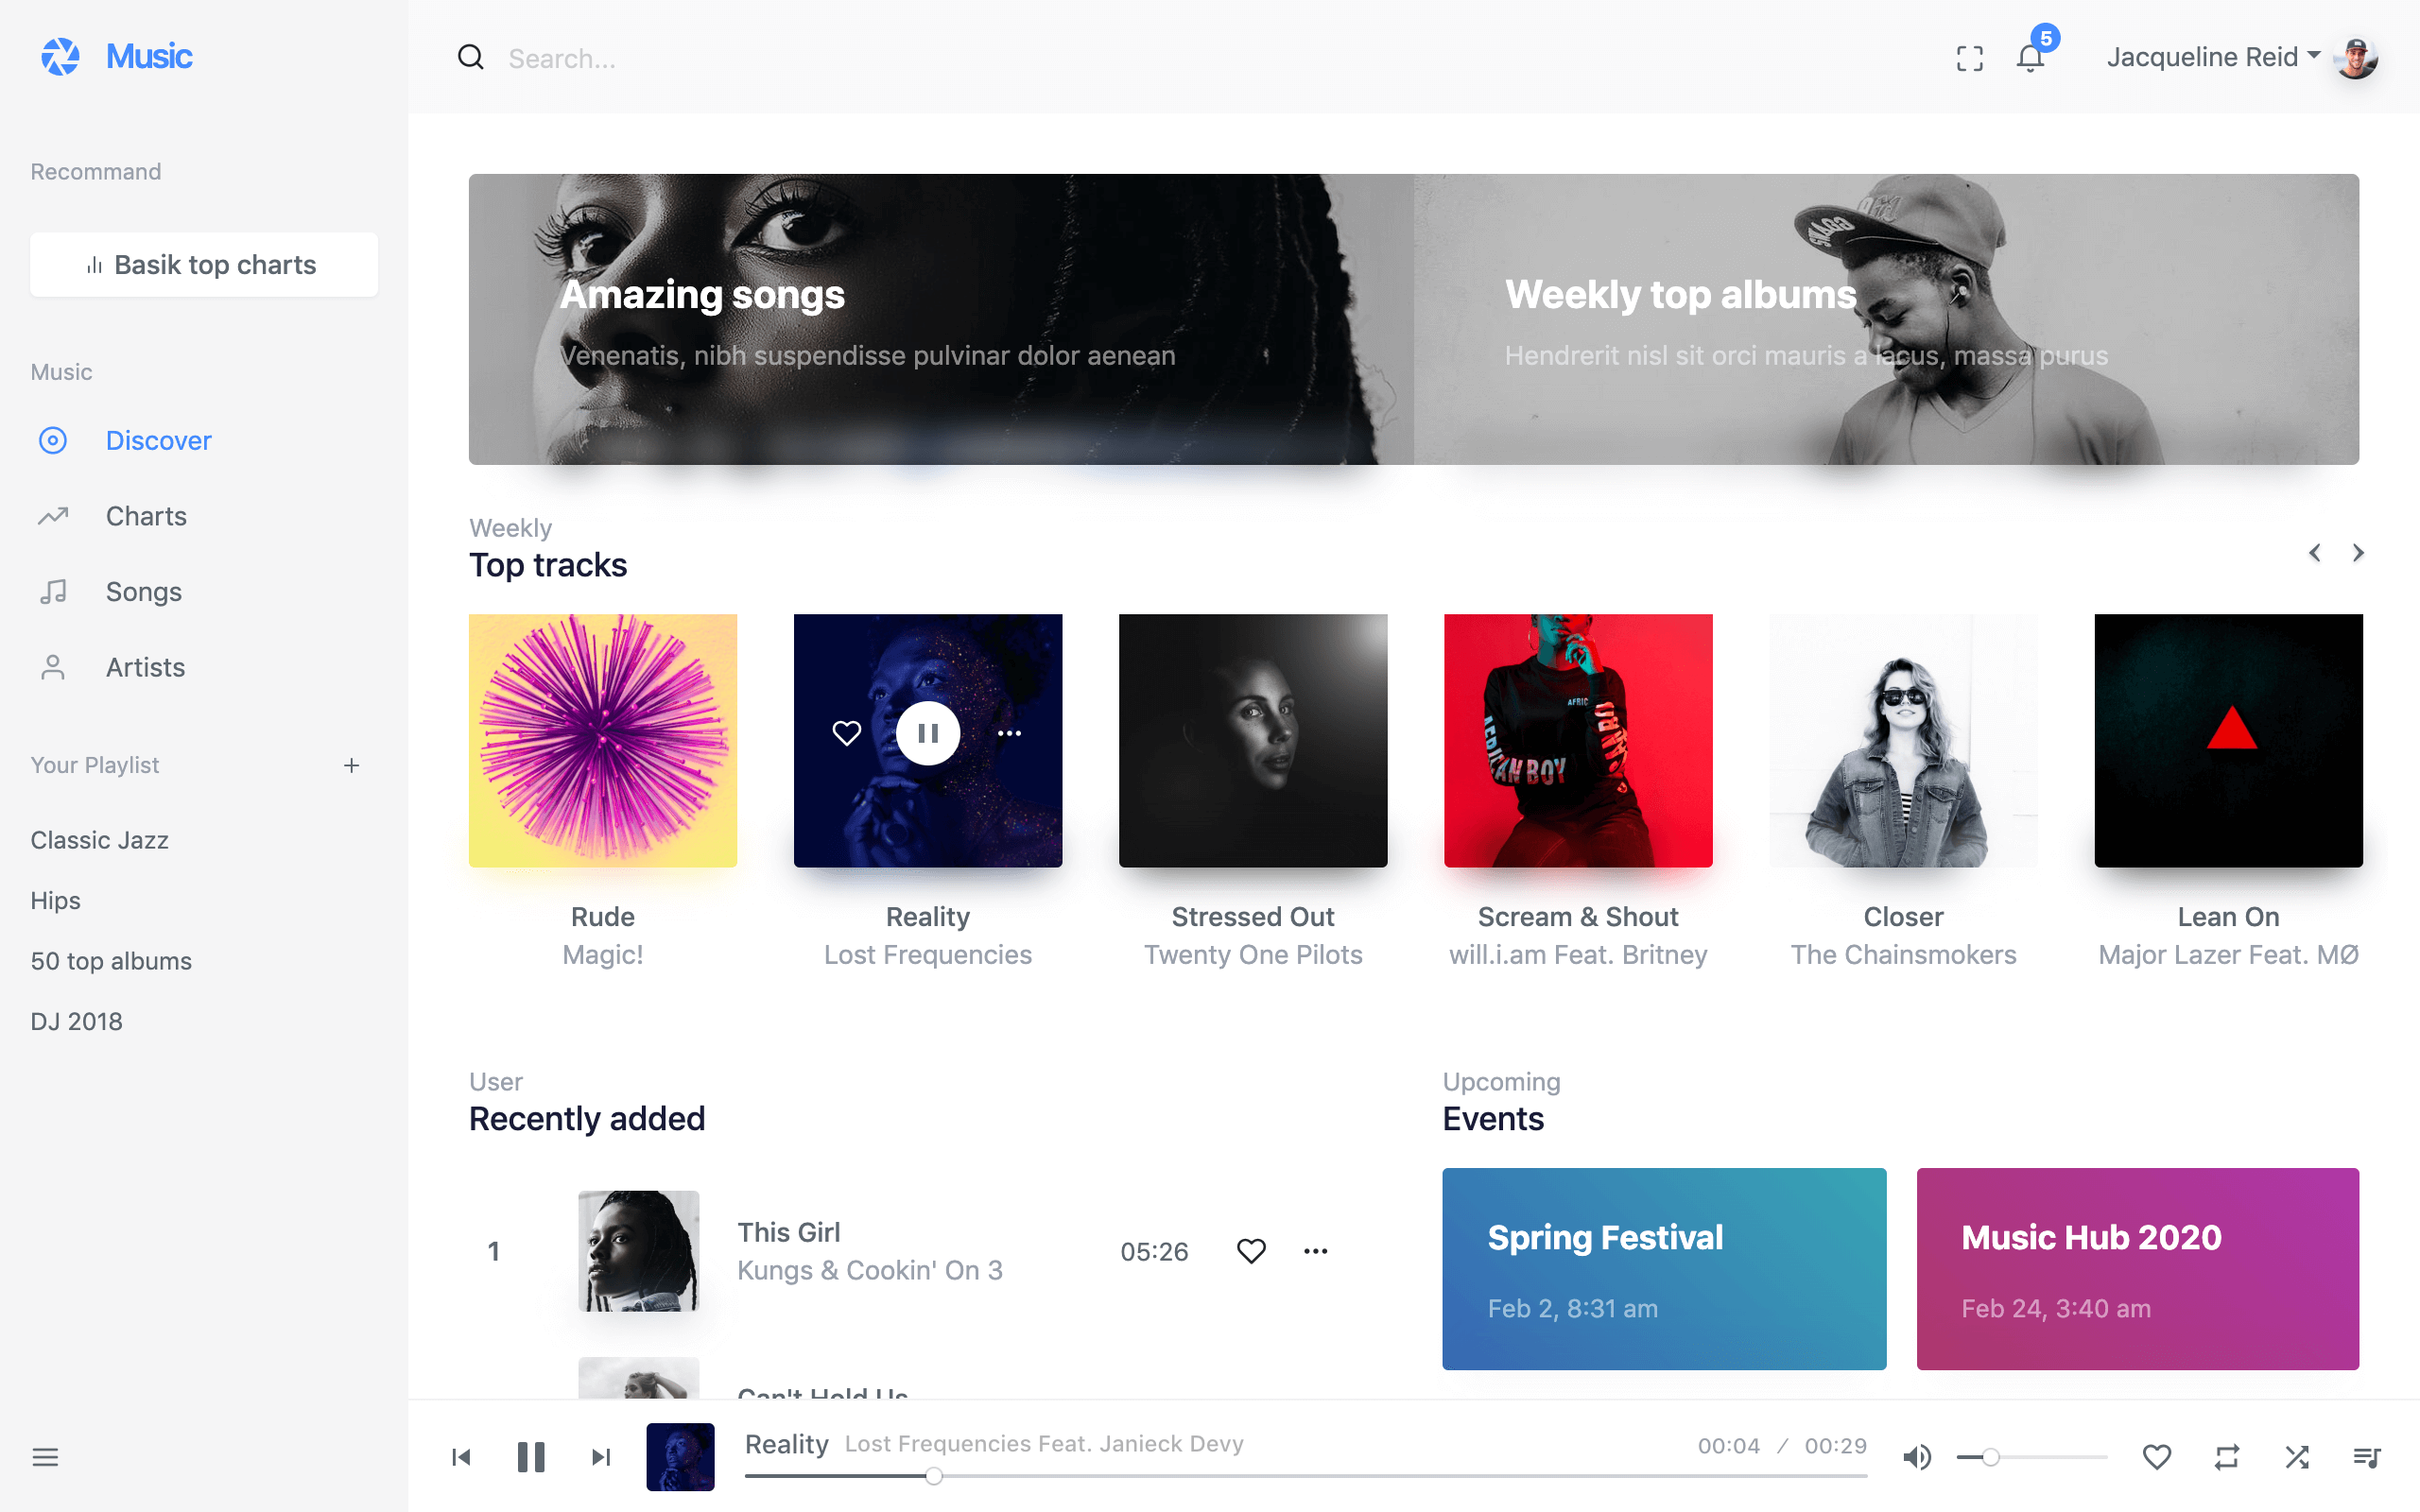 Music
Search...
5
Jacqueline Reid
Recommand
Basik top charts
Music
Discover
Charts
Songs
Artists
Your Playlist
Classic Jazz
Hips
50 top albums
DJ 2018
Amazing songs
Venenatis, nibh suspendisse pulvinar dolor aenean
Weekly top albums
Hendrerit nisl sit orci mauris a lacus, massa purus
Weekly
Top tracks
AFRICAN BOY
Rude
Magic!
Reality
Lost Frequencies
Stressed Out
Twenty One Pilots
Scream & Shout
will.i.am Feat. Britney
Closer
The Chainsmokers
Lean On
Major Lazer Feat. MØ
User
Recently added
1
This Girl
Kungs & Cookin' On 3
05:26
Can't Hold Us
Upcoming
Events
Spring Festival
Feb 2, 8:31 am
Music Hub 2020
Feb 24, 3:40 am
Reality
Lost Frequencies Feat. Janieck Devy
00:04 / 00:29